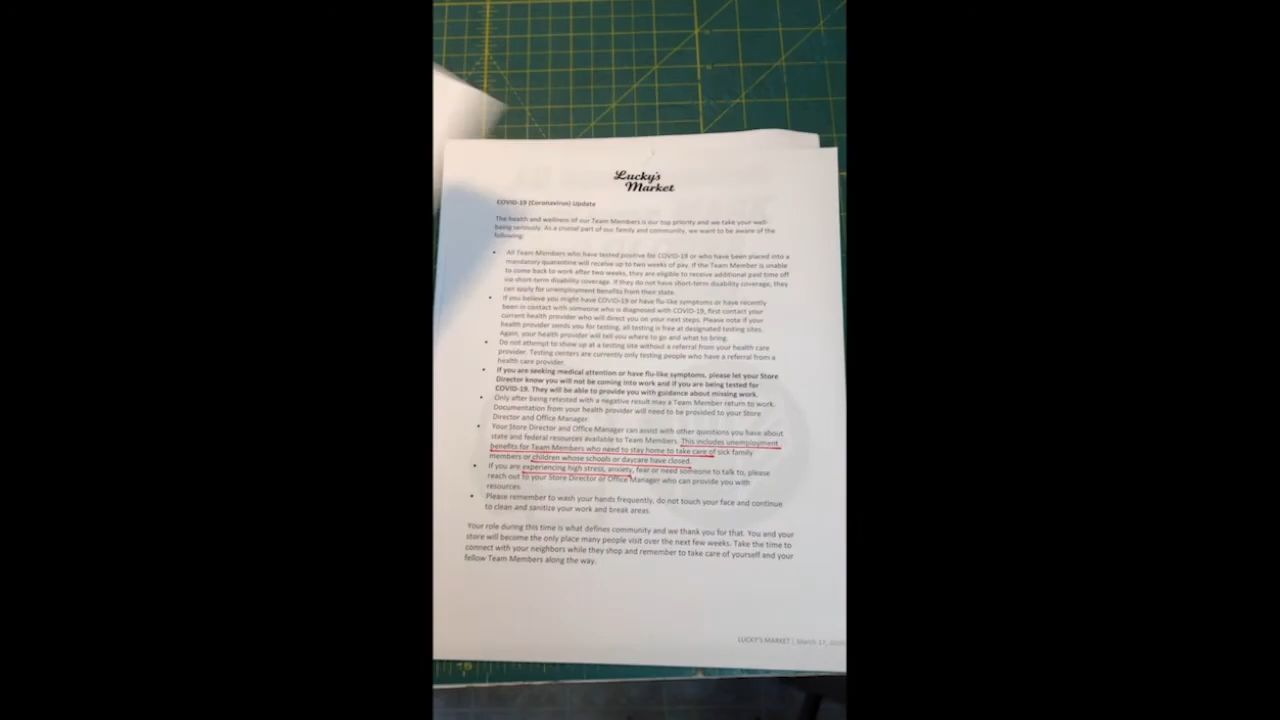 Lucky's
Market
COVID-19 (Coronavirus) Update
The health and wellness of our Team Members is our top priority and we take your well-
being seriously. As a crucial part of our family and community, we want to be aware of the
following:
• All Team Members who have tested positive for COVID-19 or who have been placed into a
mandatory quarantine will receive up to two weeks of pay. If the Team Member is unable
to come back to work after two weeks, they are eligible to receive additional paid time off
via short-term disability coverage. If they do not have short-term disability coverage, they
can apply for unemployment benefits from their state.
• If you believe you might have COVID-19 or have flu-like symptoms or have recently
been in contact with someone who is diagnosed with COVID-19, first contact your
current health provider who will direct you on your next steps. Please note if your
health provider sends you for testing, all testing is free at designated testing sites.
Again, your health provider will tell you where to go and what to bring.
• Do not attempt to show up at a testing site without a referral from your health care
provider. Testing centers are currently only testing people who have a referral from a
health care provider.
• If you are seeking medical attention or have flu-like symptoms, please let your Store
Director know you will not be coming into work and if you are being tested for
COVID-19. They will be able to provide you with guidance about missing work.
• Only after being retested with a negative result may a Team Member return to work.
Documentation from your health provider will need to be provided to your Store
Director and Office Manager.
• Your Store Director and Office Manager can assist with other questions you have about
state and federal resources available to Team Members. This includes unemployment
benefits for Team Members who need to stay home to take care of sick family
members or children whose schools or daycare have closed.
• If you are experiencing high stress, anxiety, fear or need someone to talk to, please
reach out to your Store Director or Office Manager who can provide you with
resources.
• Please remember to wash your hands frequently, do not touch your face and continue
to clean and sanitize your work and break areas.
Your role during this time is what defines community and we thank you for that. You and your
store will become the only place many people visit over the next few weeks. Take the time to
connect with your neighbors while they shop and remember to take care of yourself and your
fellow Team Members along the way.
LUCKY'S MARKET | March 17,